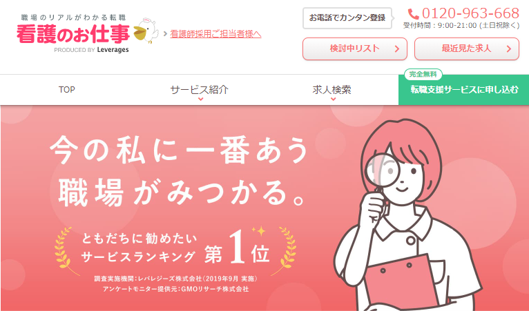 職場のリアルがわかる転職
看護のお仕事
PRODUCED BY Leverages
看護師採用ご担当者様へ
お電話でカンタン登録
0120-963-668
受付時間：9:00-21:00 (土日祝除く)
検討中リスト
最近見た求人
TOP
サービス紹介
求人検索
完全無料
転職支援サービスに申し込む
今の私に一番あう
職場がみつかる。
ともだちに勧めたい
サービスランキング 第1位
調査実施機関：レバレジーズ株式会社（2019年9月 実施）
アンケートモニター提供元：GMOリサーチ株式会社